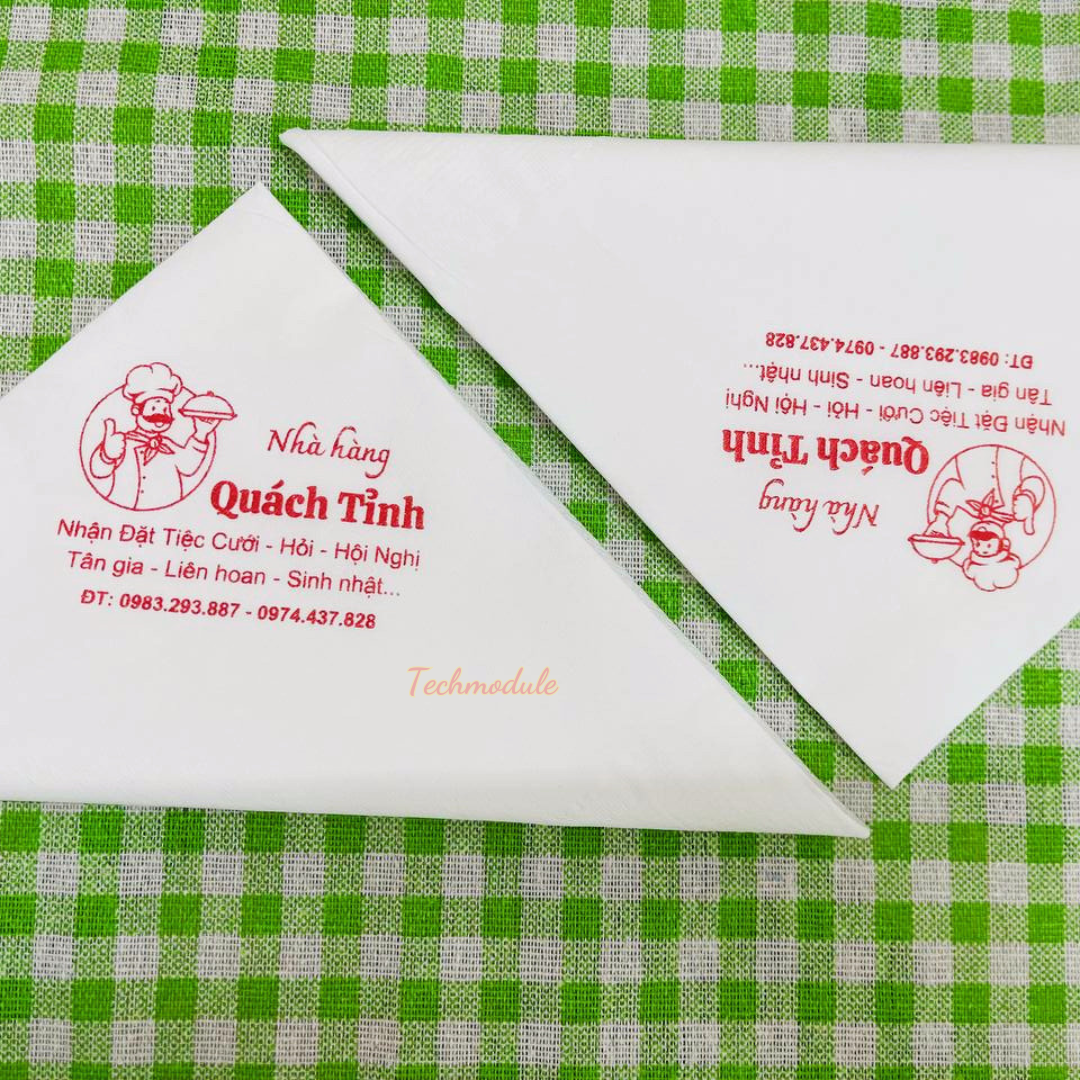 Nhà hàng
Quách Tỉnh
Nhận Đặt Tiệc Cưới - Hỏi - Hội Nghị
Tân gia - Liên hoan - Sinh nhật...
ĐT: 0983.293.887 - 0974.437.828
Techmodule
Nhà hàng
Quách Tỉnh
Nhận Đặt Tiệc Cưới - Hỏi - Hội Nghị
Tân gia - Liên hoan - Sinh nhật...
ĐT: 0983.293.887 - 0974.437.828